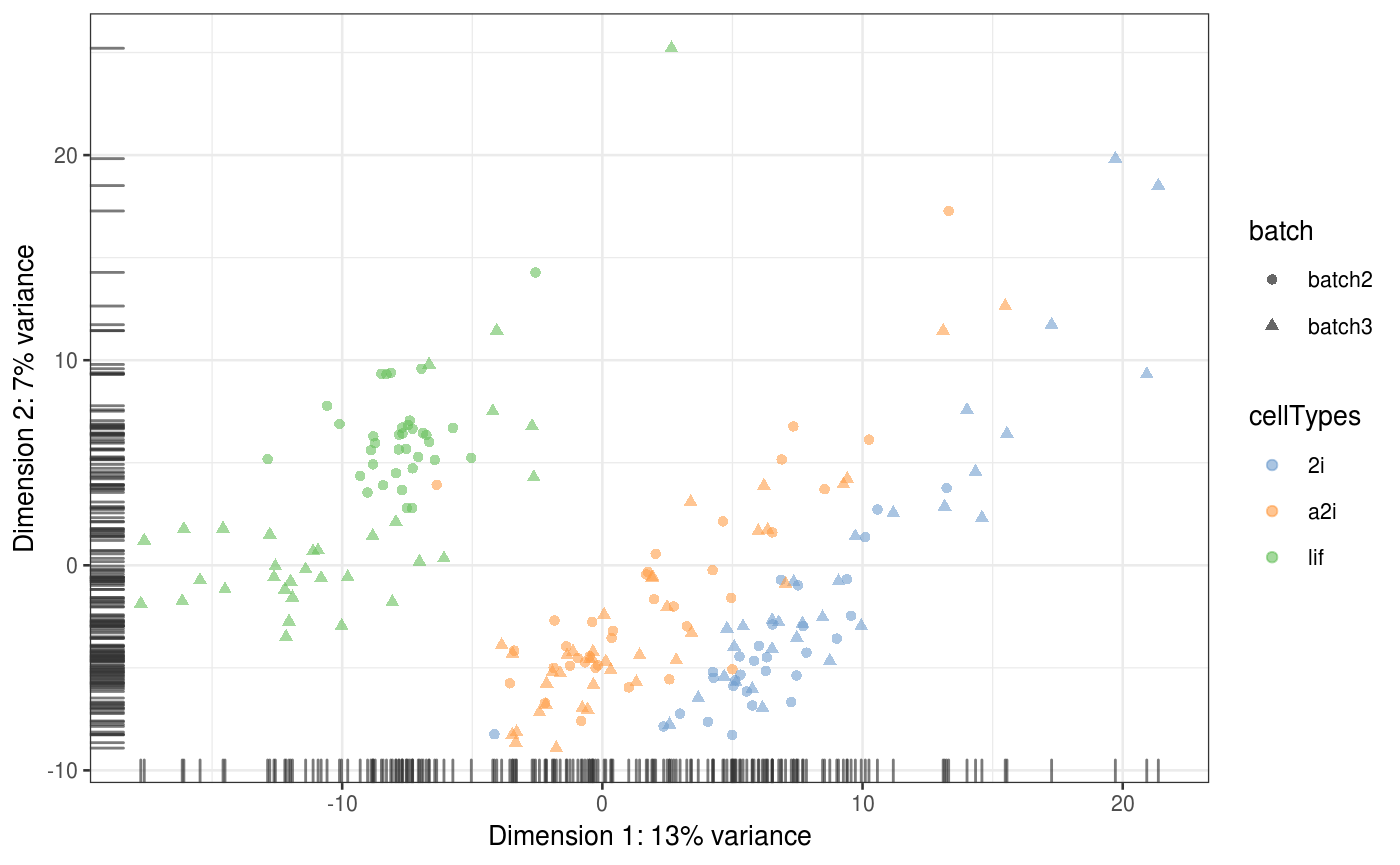 20
10
0
-10
-10
0
10
20
Dimension 1: 13% variance
Dimension 2: 7% variance
batch
batch2
batch3
cellTypes
2i
a2i
lif